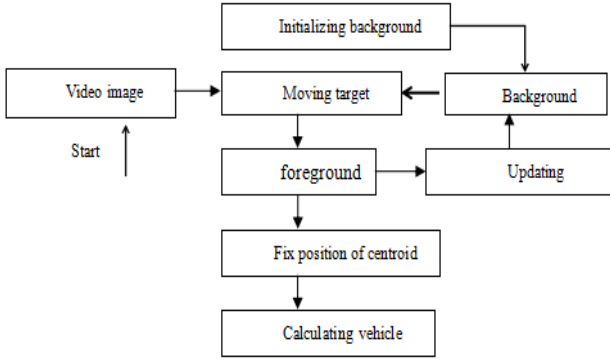 Initializing background
Video image
Moving target
Background
Start
foreground
Updating
Fix position of centroid
Calculating vehicle